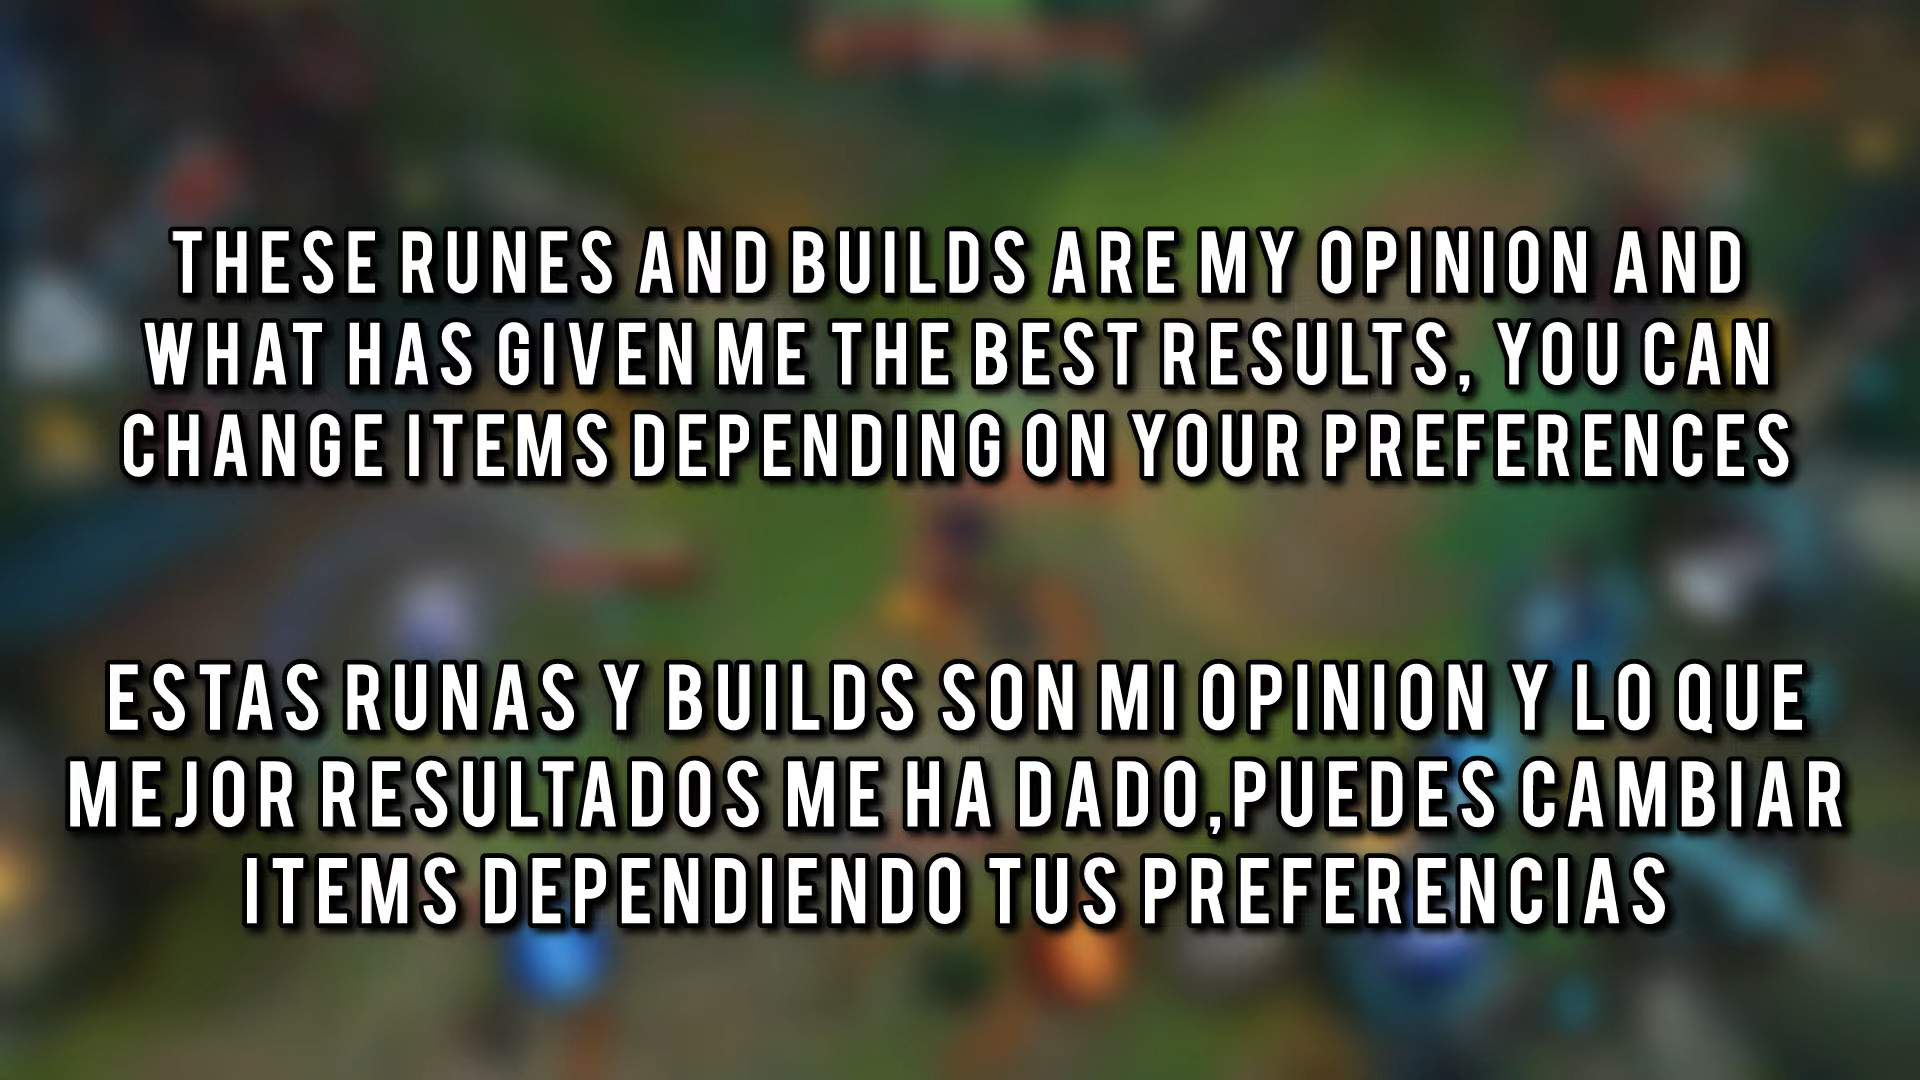 THESE RUNES AND BUILDS ARE MY OPINION AND
WHAT HAS GIVEN ME THE BEST RESULTS, YOU CAN
CHANGE ITEMS DEPENDING ON YOUR PREFERENCES
ESTAS RUNAS Y BUILDS SON MI OPINION Y LO QUE
MEJOR RESULTADOS ME HA DADO,PUEDES CAMBIAR
ITEMS DEPENDIENDO TUS PREFERENCIAS